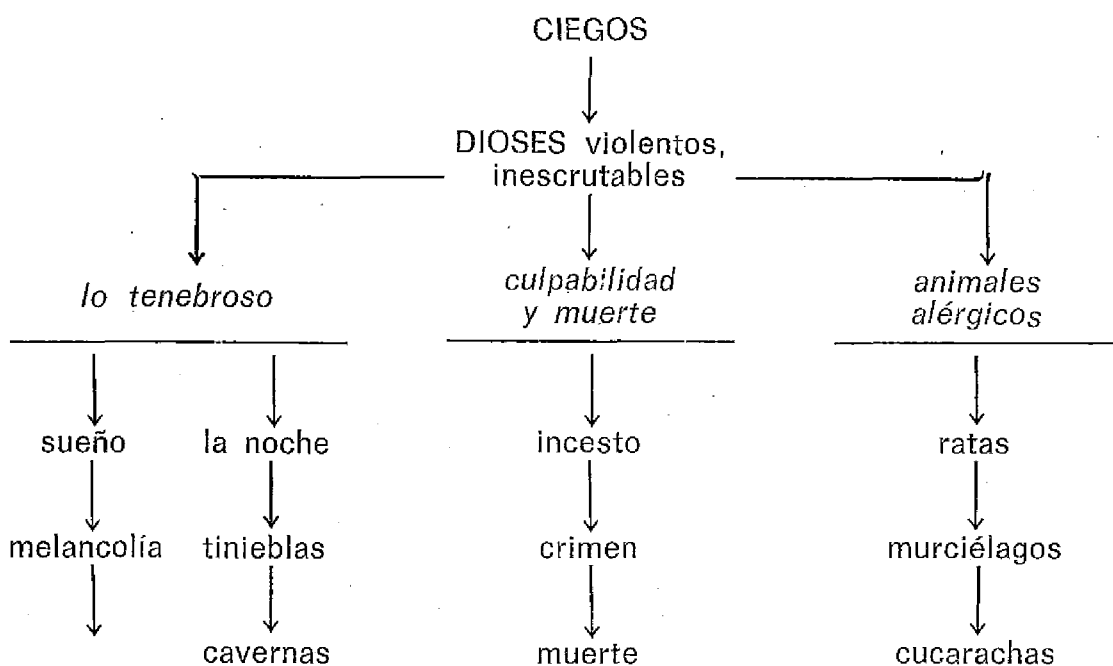 CIEGOS
DIOSES violentos,
inescrutables
lo tenebroso
culpabilidad
y muerte
animales
alérgicos
sueño la noche incesto ratas
melancolía tinieblas crimen murciélagos
cavernas muerte cucarachas